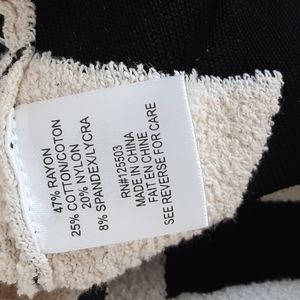 47% RAYON
25% COTTON/COTON
20% NYLON
8% SPANDEX/LYCRA
RN#125503
MADE IN CHINE
FAIT EN CHINE
SEE REVERSE FOR CARE